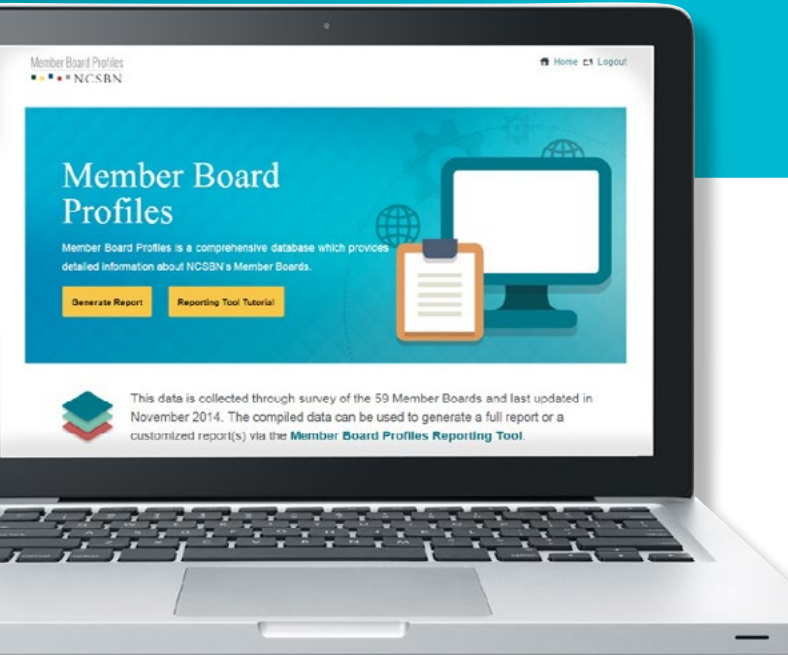 Member Board Profiles
NCSBN
Home Logout
Member Board
Profiles
Member Board Profiles is a comprehensive database which provides
detailed information about NCSBN's Member Boards.
Generate Report Reporting Tool Tutorial
This data is collected through survey of the 59 Member Boards and last updated in
November 2014. The compiled data can be used to generate a full report or a
customized report(s) via the Member Board Profiles Reporting Tool.